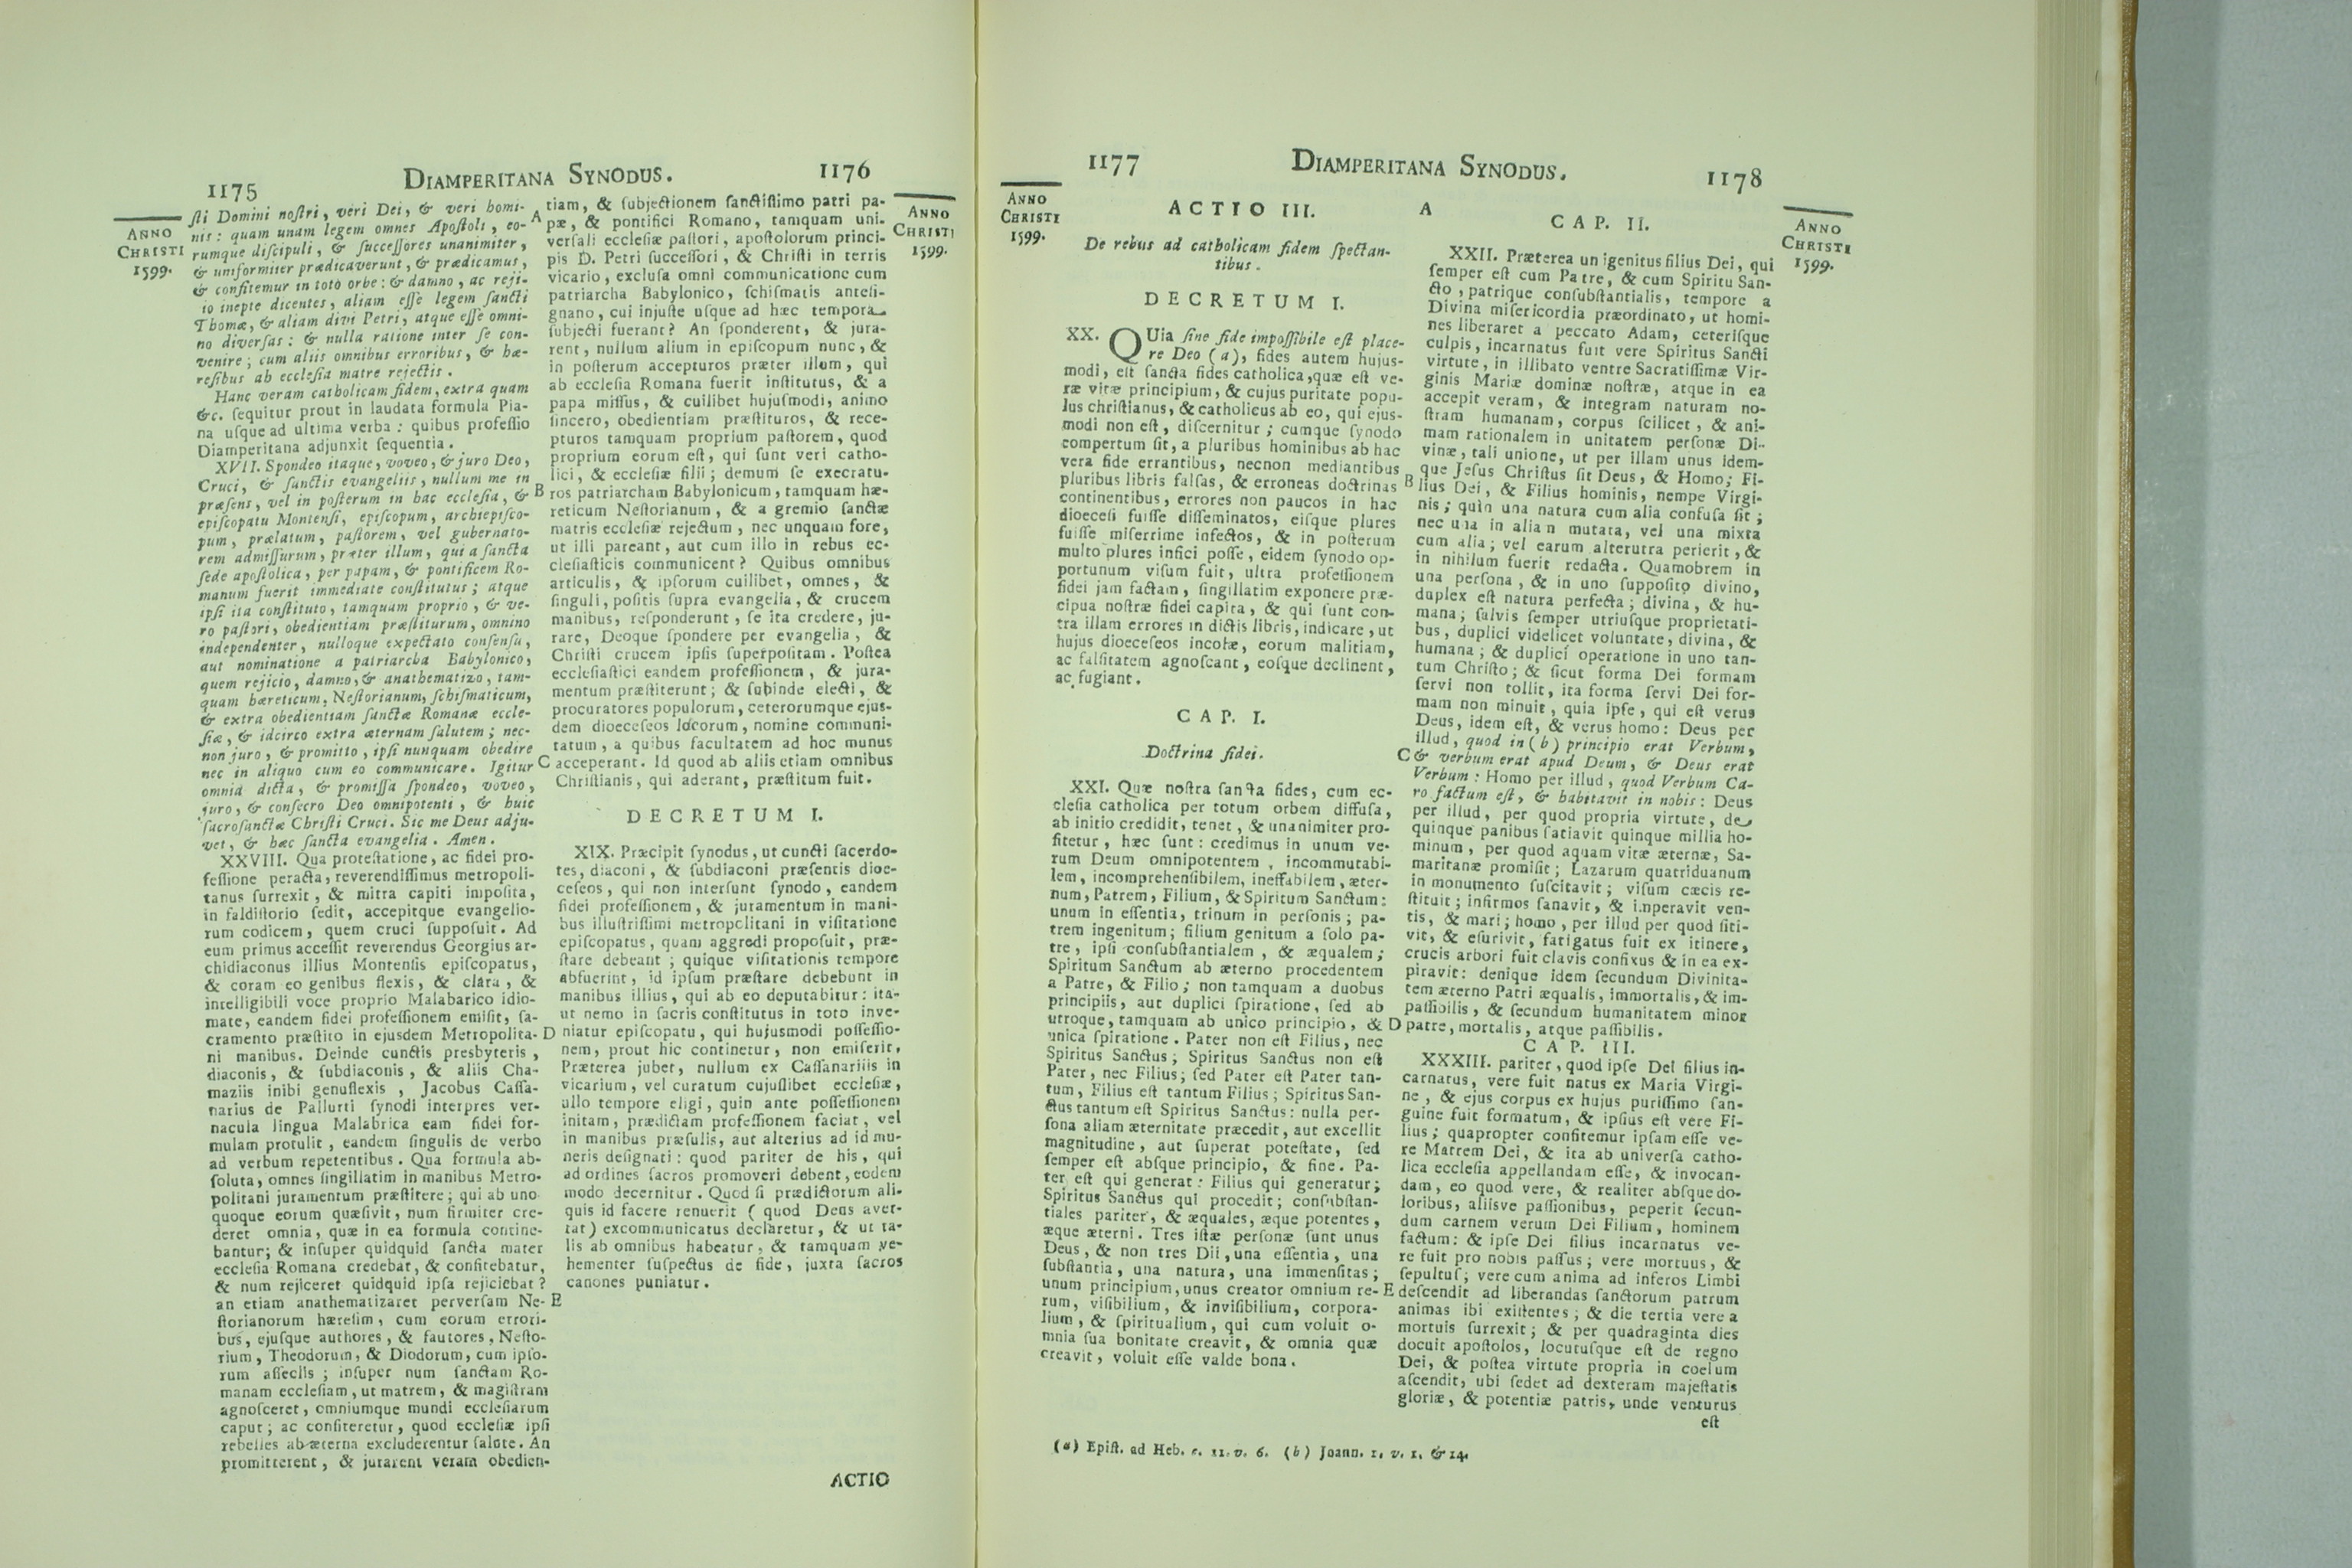 1175
DIAMPERITANA SYNODUS.
1176
ANNO
CHRISTI
1599.
ſti Domini noſtri, veri Dei, & veri homi-
nis: quam unam legem omnes Apoſtoli, eo-
rumque diſcipuli, & ſucceſſores unanimiter,
& uniformiter prædicaverunt, & prædicamus,
& confitemur in toto orbe: & damno, ac reji-
io inepte dicentes, aliam eſſe legem ſancti
Thomæ, & aliam divi Petri, atque eſſe omni-
no diverſas: & nulla ratione inter ſe con-
venire; cum aliis omnibus erroribus, & hæ-
reſibus ab eccleſia matre rejectis.
Hanc veram catholicam fidem, extra quam
&c. ſequitur prout in laudata formula Pia-
na uſque ad ultima verba: quibus profeſſio
Diamperitana adjunxit ſequentia.
XVII. Spondeo itaque, voveo, & juro Deo,
Cruci, & ſanctis evangeliis, nullum me in
præſens, vel in poſterum in hac eccleſia, &
epiſcopatu Montenſi, epiſcopum, archiepiſco-
pum, prælatum, paſtorem, vel gubernato-
rem admiſſurum, præter illum, qui a ſancta
ſede apoſtolica, per papam, & pontificem Ro-
manum fuerit immediate conſtitutus; atque
ipſi ita conſtituto, tamquam proprio, & ve-
ro paſtori, obedientiam præſtiturum, omnino
independenter, nulloque expectato conſenſu,
aut nominatione a patriarcha Babylonico,
quem rejicio, damno, & anathematizo, tam-
quam hæreticum, Neſtorianum, ſchiſmaticum,
& extra obedientiam ſanctæ Romanæ eccle-
ſiæ, & idcirco extra æternam ſalutem; nec-
non juro, & promitto, ipſi nunquam obedire
nec in aliquo cum eo communicare. Igitur
omnia dicta, & promiſſa ſpondeo, voveo,
juro, & conſecro Deo omnipotenti, & huic
ſacroſanctæ Chriſti Cruci. Sic me Deus adju-
vet, & hæc ſancta evangelia. Amen.
XXVIII. Qua proteſtatione, ac fidei pro-
feſſione peracta, reverendiſſimus metropoli-
tanus ſurrexit, & mitra capiti impoſita,
in faldiſtorio ſedit, accepitque evangelio-
rum codicem, quem cruci ſuppoſuit. Ad
eum primus acceſſit reverendus Georgius ar-
chidiaconus illius Montenſis epiſcopatus,
& coram eo genibus flexis, & clara, &
intelligibili voce proprio Malabarico idio-
mate, eandem fidei profeſſionem emiſit, ſa-
cramento præſtito in ejusdem Metropolita-
ni manibus. Deinde cunctis presbyteris,
diaconis, & ſubdiaconis, & aliis Cha-
maziis inibi genuflexis, Jacobus Caſſa-
narius de Pallurti ſynodi interpres ver-
nacula lingua Malabrica eam fidei for-
mulam protulit, eandem ſingulis de verbo
ad verbum repetentibus. Qua formula ab-
ſoluta, omnes ſingillatim in manibus Metro-
politani juramentum præſtitere; qui ab uno
quoque eorum quæſivit, num firmiter cre-
deret omnia, quæ in ea formula contine-
bantur; & inſuper quidquid ſancta mater
eccleſia Romana credebat, & confitebatur,
& num rejiceret quidquid ipſa rejiciebat?
an etiam anathematizaret perverſam Ne-
ſtorianorum hæreſim, cum eorum errori-
bus, ejuſque authores, & fautores, Neſto-
rium, Theodorum, & Diodorum, cum ipſo-
rum aſſeclis; inſuper num ſanctam Ro-
manam eccleſiam, ut matrem, & magiſtram
agnoſceret, omniumque mundi eccleſiarum
caput; ac confiteretur, quod eccleſiæ ipſi
rebelles ab æterna excluderentur ſalute. An
promitterent, & jurarent veram obedien-
A
B
C
D
E
tiam, & ſubjectionem ſanctiſſimo patri pa-
pæ, & pontifici Romano, tamquam uni-
verſali eccleſiæ paſtori, apoſtolorum princi-
pis D. Petri ſucceſſori, & Chriſti in terris
vicario, excluſa omni communicatione cum
patriarcha Babylonico, ſchiſmatis anteſi-
gnano, cui injuſte uſque ad hæc tempora
ſubjecti fuerant? An ſponderent, & jura-
rent, nullum alium in epiſcopum nunc, &
in poſterum accepturos præter illum, qui
ab eccleſia Romana fuerit inſtitutus, & a
papa miſſus, & cuilibet hujuſmodi, animo
ſincero, obedientiam præſtituros, & rece-
pturos tamquam proprium paſtorem, quod
proprium eorum eſt, qui ſunt veri catho-
lici, & eccleſiæ filii; demum ſe execratu-
ros patriarcham Babylonicum, tamquam hæ-
reticum Neſtorianum, & a gremio ſanctæ
matris eccleſiæ rejectum, nec unquam fore,
ut illi pareant, aut cum illo in rebus ec-
cleſiaſticis communicent? Quibus omnibus
articulis, & ipſorum cuilibet, omnes, &
ſinguli, poſitis ſupra evangelia, & crucem
manibus, reſponderunt, ſe ita credere, ju-
rare, Deoque ſpondere per evangelia, &
Chriſti crucem ipſis ſuperpoſitam. Poſtea
eccleſiaſtici eandem profeſſionem, & jura-
mentum præſtiterunt; & ſubinde electi, &
procuratores populorum, ceterorumque ejus-
dem diœceſeos locorum, nomine communi-
tatum, a quibus facultatem ad hoc munus
acceperant. Id quod ab aliis etiam omnibus
Chriſtianis, qui aderant, præſtitum fuit.
DECRETUM I.
XIX. Præcipit ſynodus, ut cuncti ſacerdo-
tes, diaconi, & ſubdiaconi præſentis diœ-
ceſeos, qui non interſunt ſynodo, eandem
fidei profeſſionem, & juramentum in mani-
bus illuſtriſſimi metropolitani in viſitatione
epiſcopatus, quam aggredi propoſuit, præ-
ſtare debeant; quique viſitationis tempore
abfuerint, id ipſum præſtare debebunt in
manibus illius, qui ab eo deputabitur: ita-
ut nemo in ſacris conſtitutus in toto inve-
niatur epiſcopatu, qui hujusmodi poſſeſſio-
nem, prout hic continetur, non emiſerit.
Præterea jubet, nullum ex Caſſanariis in
vicarium, vel curatum cujuſlibet eccleſiæ,
ullo tempore eligi, quin ante poſſeſſionem
initam, prædictam profeſſionem faciat, vel
in manibus præſulis, aut alterius ad id mu-
neris deſignati: quod pariter de his, qui
ad ordines ſacros promoveri debent, eodem
modo decernitur. Quod ſi prædictorum ali-
quis id facere renuerit (quod Deus aver-
tat) excommunicatus declaretur, & ut ta-
lis ab omnibus habeatur, & tamquam ve-
hementer ſuſpectus de fide, juxta ſacros
canones puniatur.
ANNO
CHRISTI
1599.
ACTIO
1177
DIAMPERITANA SYNODUS.
1178
ANNO
CHRISTI
1599.
ACTIO III.
De rebus ad catholicam fidem ſpectan-
tibus.
DECRETUM I.
XX. QUia ſine fide impoſſibile eſt place-
re Deo (a), fides autem hujus-
modi, eſt ſancta fides catholica, quæ eſt ve-
ræ vitæ principium, & cujus puritate popu-
lus chriſtianus, & catholicus ab eo, qui ejus-
modi non eſt, diſcernitur; cumque ſynodo
compertum ſit, a pluribus hominibus ab hac
vera fide errantibus, necnon mediantibus
pluribus libris falſas, & erroneas doctrinas
continentibus, errores non paucos in hac
diœceſi fuiſſe diſſeminatos, eiſque plures
fuiſſe miſerrime infectos, & in poſterum
multo plures infici poſſe, eidem ſynodo op-
portunum viſum fuit, ultra profeſſionem
fidei jam factam, ſingillatim exponere præ-
cipua noſtræ fidei capita, & qui ſunt con-
tra illam errores in dictis libris, indicare, ut
hujus diœceſeos incolæ, eorum malitiam,
ac falſitatem agnoſcant, eoſque declinent,
ac fugiant.
CAP. I.
Doctrina fidei.
XXI. Quæ noſtra ſancta fides, cum ec-
cleſia catholica per totum orbem diffuſa,
ab initio credidit, tenet, & unanimiter pro-
fitetur, hæc ſunt: credimus in unum ve-
rum Deum omnipotentem, incommutabi-
lem, incomprehenſibilem, ineffabilem, æter-
num, Patrem, Filium, & Spiritum Sanctum:
unum in eſſentia, trinum in perſonis; pa-
trem ingenitum; filium genitum a ſolo pa-
tre, ipſi conſubſtantialem, & æqualem;
Spiritum Sanctum ab æterno procedentem
a Patre, & Filio; non tamquam a duobus
principiis, aut duplici ſpiratione, ſed ab
utroque, tamquam ab unico principio, &
unica ſpiratione. Pater non eſt Filius, nec
Spiritus Sanctus; Spiritus Sanctus non eſt
Pater, nec Filius; ſed Pater eſt Pater tan-
tum, Filius eſt tantum Filius; Spiritus San-
ctus tantum eſt Spiritus Sanctus: nulla per-
ſona aliam æternitate præcedit, aut excellit
magnitudine, aut ſuperat poteſtate, ſed
ſemper eſt abſque principio, & fine. Pa-
ter eſt qui generat: Filius qui generatur;
Spiritus Sanctus qui procedit; conſubſtan-
tiales pariter, & æquales, æque potentes,
æque æterni. Tres iſtæ perſonæ ſunt unus
Deus, & non tres Dii, una eſſentia, una
ſubſtantia, una natura, una immenſitas;
unum principium, unus creator omnium re-
rum, viſibilium, & inviſibilium, corpora-
lium, & ſpiritualium, qui cum voluit o-
mnia ſua bonitate creavit, & omnia quæ
creavit, voluit eſſe valde bona.
A
B
C
D
E
CAP. II.
XXII. Præterea unigenitus filius Dei, qui
ſemper eſt cum Patre, & cum Spiritu San-
cto, patrique conſubſtantialis, tempore a
Divina miſericordia præordinato, ut homi-
nes liberaret a peccato Adam, ceteriſque
culpis, incarnatus fuit vere Spiritus Sancti
virtute, in illibato ventre Sacratiſſimæ Vir-
ginis Mariæ dominæ noſtræ, atque in ea
accepit veram, & integram naturam no-
ſtram humanam, corpus ſcilicet, & ani-
mam rationalem in unitatem perſonæ Di-
vinæ, tali unione, ut per illam unus idem-
que Jeſus Chriſtus ſit Deus, & Homo; Fi-
lius Dei, & Filius hominis, nempe Virgi-
nis; quin una natura cum alia confuſa ſit;
nec una in aliam mutata, vel una mixta
cum alia; vel earum alterutra perierit, &
in nihilum fuerit redacta. Quamobrem in
una perſona, & in uno ſuppoſito divino,
duplex eſt natura perfecta; divina, & hu-
mana; ſalvis ſemper utriuſque proprietati-
bus, duplici videlicet voluntate, divina, &
humana; & duplici operatione in uno tan-
tum Chriſto; & ſicut forma Dei formam
ſervi non tollit, ita forma ſervi Dei for-
mam non minuit, quia ipſe, qui eſt verus
Deus, idem eſt, & verus homo: Deus per
illud, quod in (b) principio erat Verbum,
& verbum erat apud Deum, & Deus erat
Verbum: Homo per illud, quod Verbum Ca-
ro factum eſt, & habitavit in nobis: Deus
per illud, per quod propria virtute, de
quinque panibus ſatiavit quinque millia ho-
minum, per quod aquam vitæ æternæ, Sa-
maritanæ promiſit; Lazarum quatriduanum
in monumento ſuſcitavit; viſum cæcis re-
ſtituit; infirmos ſanavit, & imperavit ven-
tis, & mari; homo, per illud per quod ſiti-
vit, & eſurivit, fatigatus fuit ex itinere,
crucis arbori fuit clavis confixus & in ea ex-
piravit: denique idem ſecundum Divinita-
tem æterno Patri æqualis, immortalis, & im-
paſſibilis, & ſecundum humanitatem minor
patre, mortalis, atque paſſibilis.
CAP. III.
XXXIII. pariter, quod ipſe Dei filius in-
carnatus, vere fuit natus ex Maria Virgi-
ne, & ejus corpus ex hujus puriſſimo ſan-
guine fuit formatum, & ipſius eſt vere Fi-
lius; quapropter confitemur ipſam eſſe ve-
re Matrem Dei, & ita ab univerſa catho-
lica eccleſia appellandam eſſe, & invocan-
dam, eo quod vere, & realiter abſque do-
loribus, aliiſve paſſionibus, peperit ſecun-
dum carnem verum Dei Filium, hominem
factum: & ipſe Dei filius incarnatus ve-
re fuit pro nobis paſſus; vere mortuus, &
ſepultuſ; vere cum anima ad inferos Limbi
deſcendit ad liberandas ſanctorum patrum
animas ibi exiſtentes; & die tertia vere a
mortuis ſurrexit; & per quadraginta dies
docuit apoſtolos, locutuſque eſt de regno
Dei, & poſtea virtute propria in cœlum
aſcendit, ubi ſedet ad dexteram majeſtatis
gloriæ, & potentiæ patris, unde venturus
eſt
ANNO
CHRISTI
1599.
(a) Epiſt. ad Heb. c. 11. v. 6. (b) Joann. 1. v. 1. & 14.